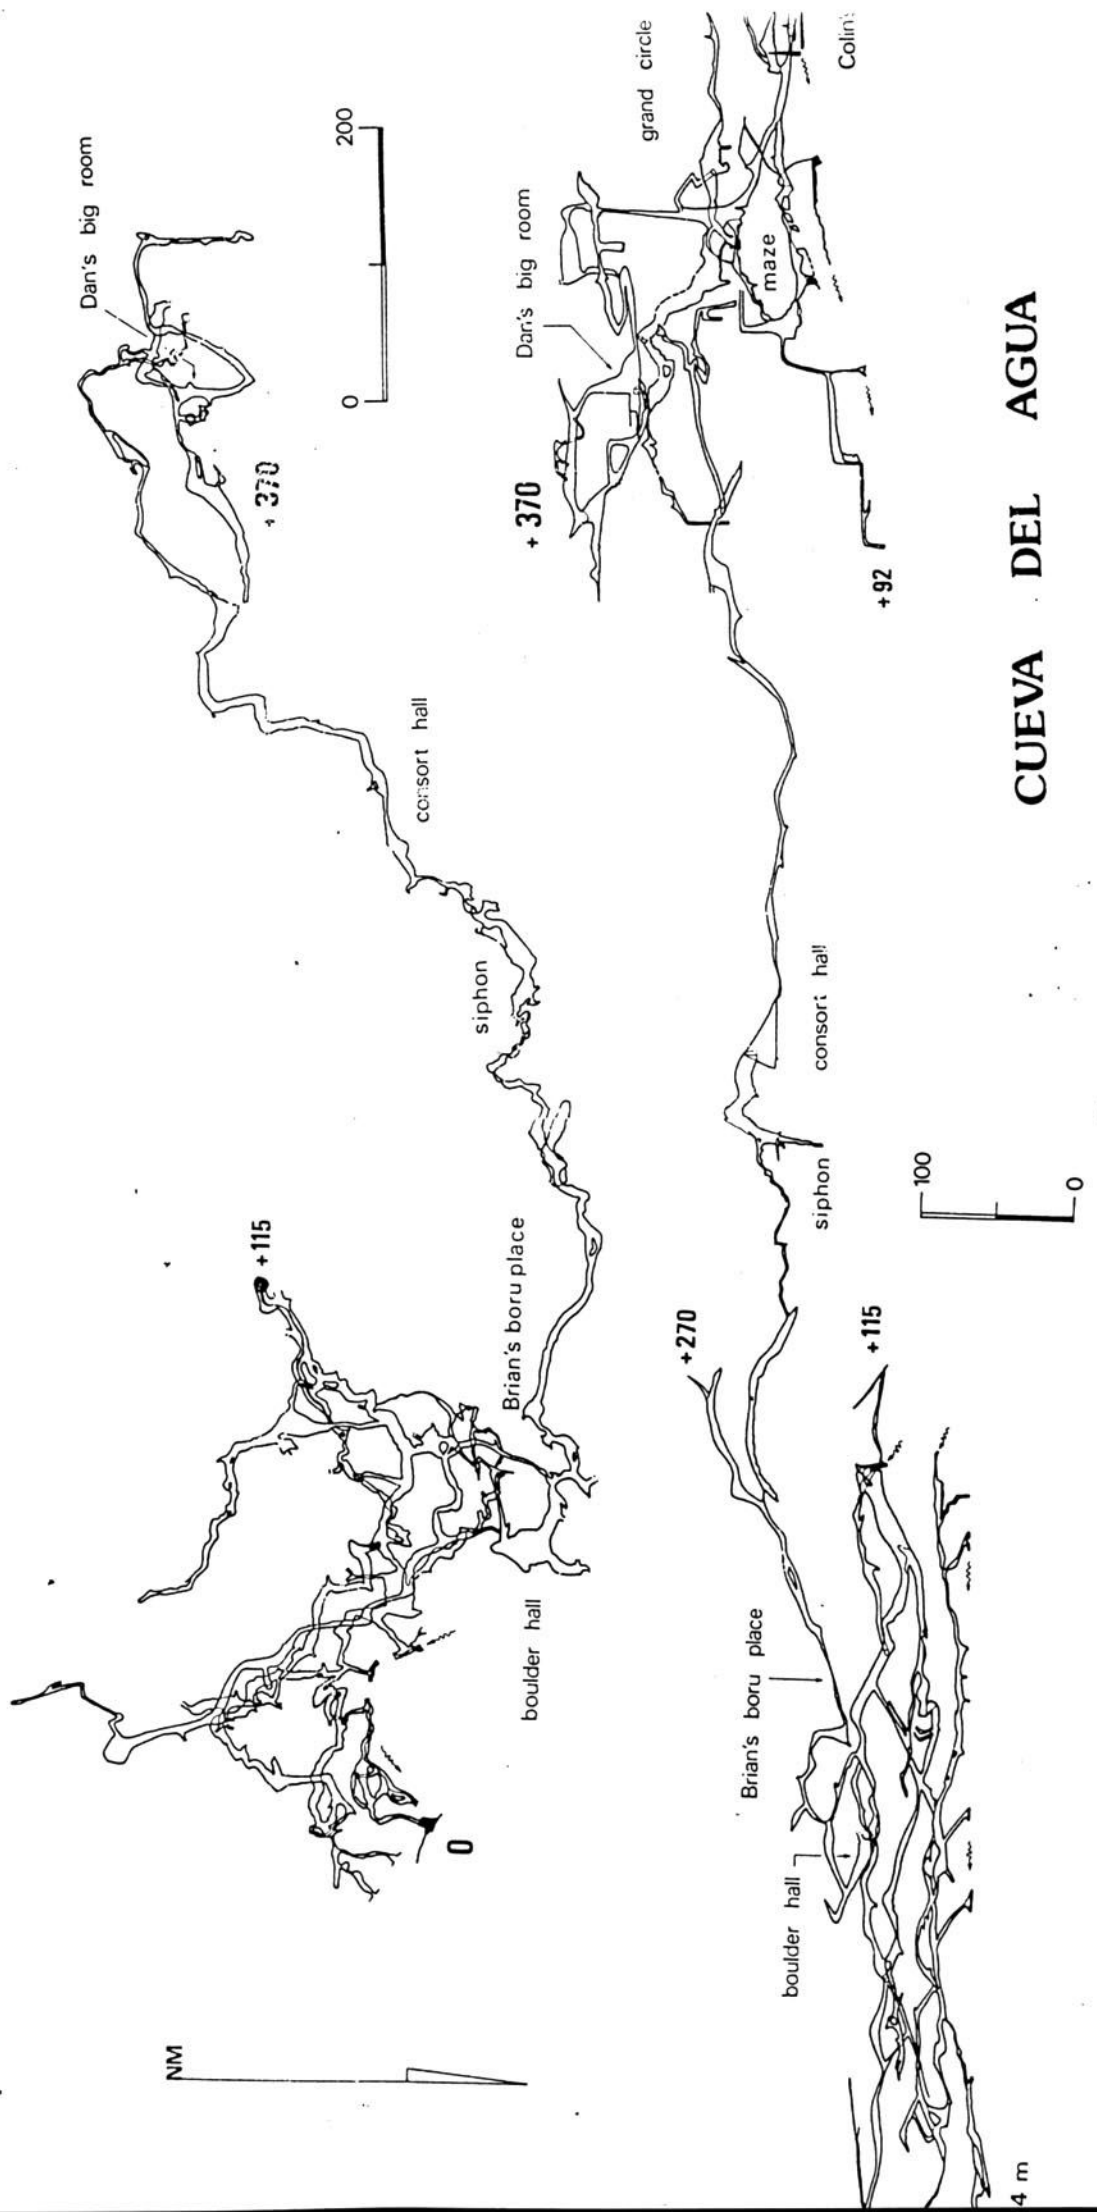 NM
Dan's big room
200
0
+370
consort hall
siphon
+115
Brian's boru place
boulder hall
0
grand circle
Dan's big room
maze
Colin's
+370
+92
consort hall
siphon
100
0
+270
+115
Brian's boru place
boulder hall
4 m
CUEVA DEL AGUA